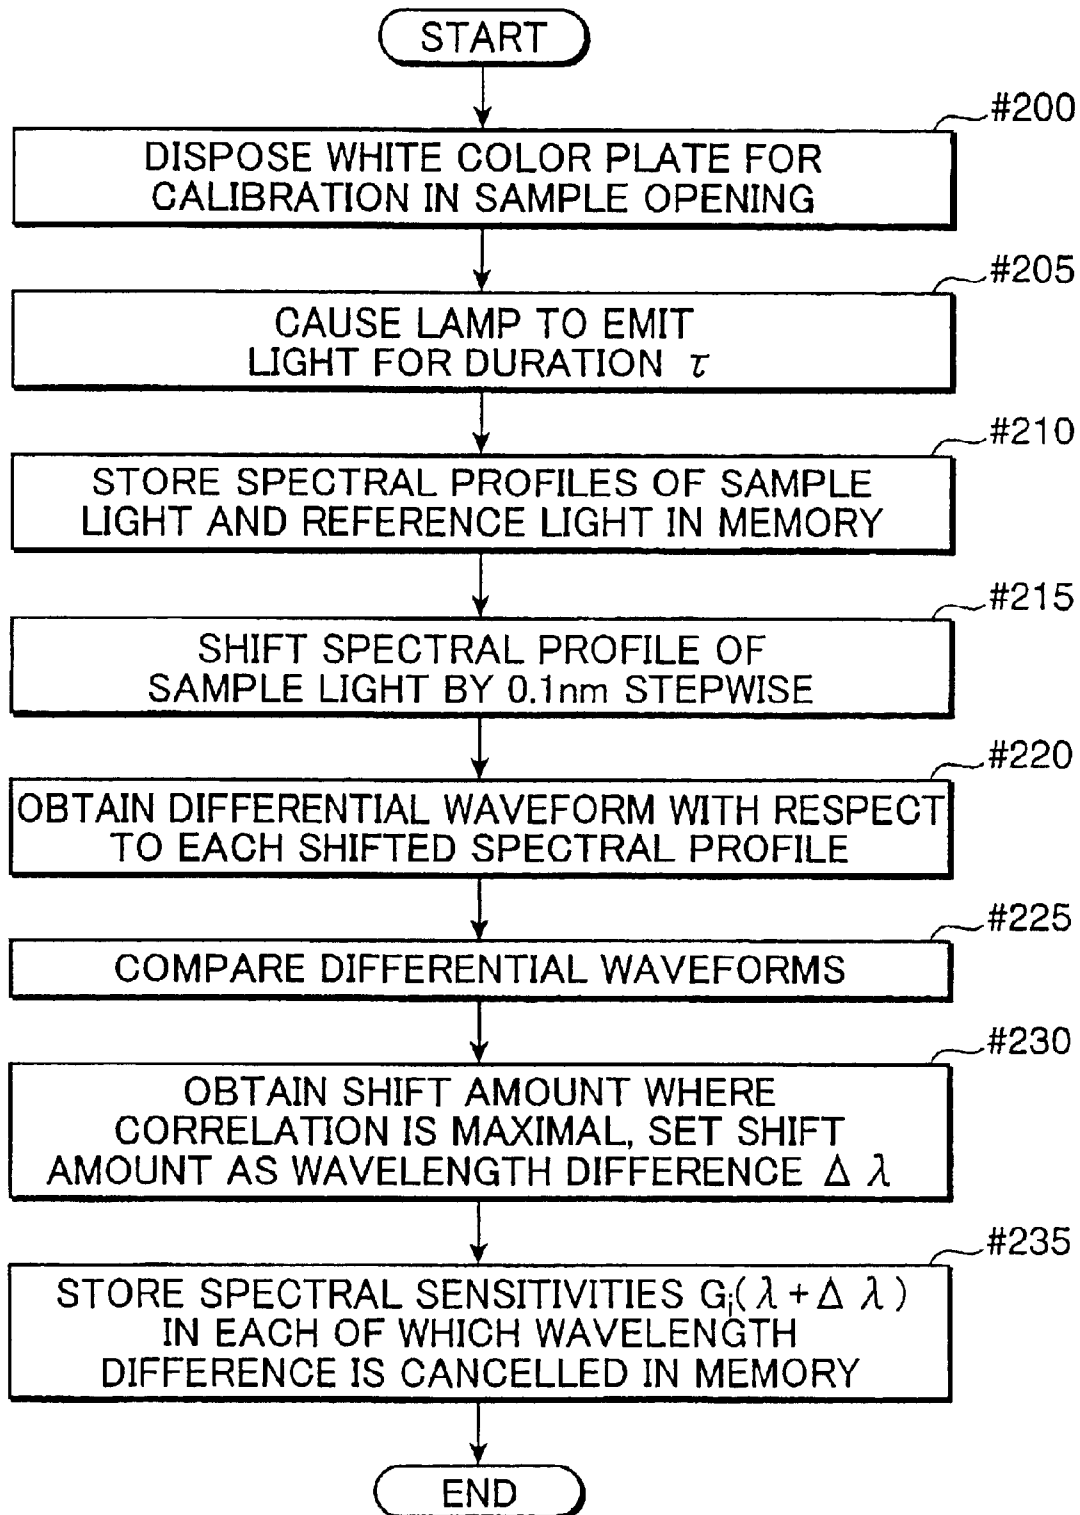 START
#200
DISPOSE WHITE COLOR PLATE FOR
CALIBRATION IN SAMPLE OPENING
#205
CAUSE LAMP TO EMIT
LIGHT FOR DURATION τ
#210
STORE SPECTRAL PROFILES OF SAMPLE
LIGHT AND REFERENCE LIGHT IN MEMORY
#215
SHIFT SPECTRAL PROFILE OF
SAMPLE LIGHT BY 0.1nm STEPWISE
#220
OBTAIN DIFFERENTIAL WAVEFORM WITH RESPECT
TO EACH SHIFTED SPECTRAL PROFILE
#225
COMPARE DIFFERENTIAL WAVEFORMS
#230
OBTAIN SHIFT AMOUNT WHERE
CORRELATION IS MAXIMAL, SET SHIFT
AMOUNT AS WAVELENGTH DIFFERENCE Δ λ
#235
STORE SPECTRAL SENSITIVITIES Gi(λ+Δ λ)
IN EACH OF WHICH WAVELENGTH
DIFFERENCE IS CANCELLED IN MEMORY
END